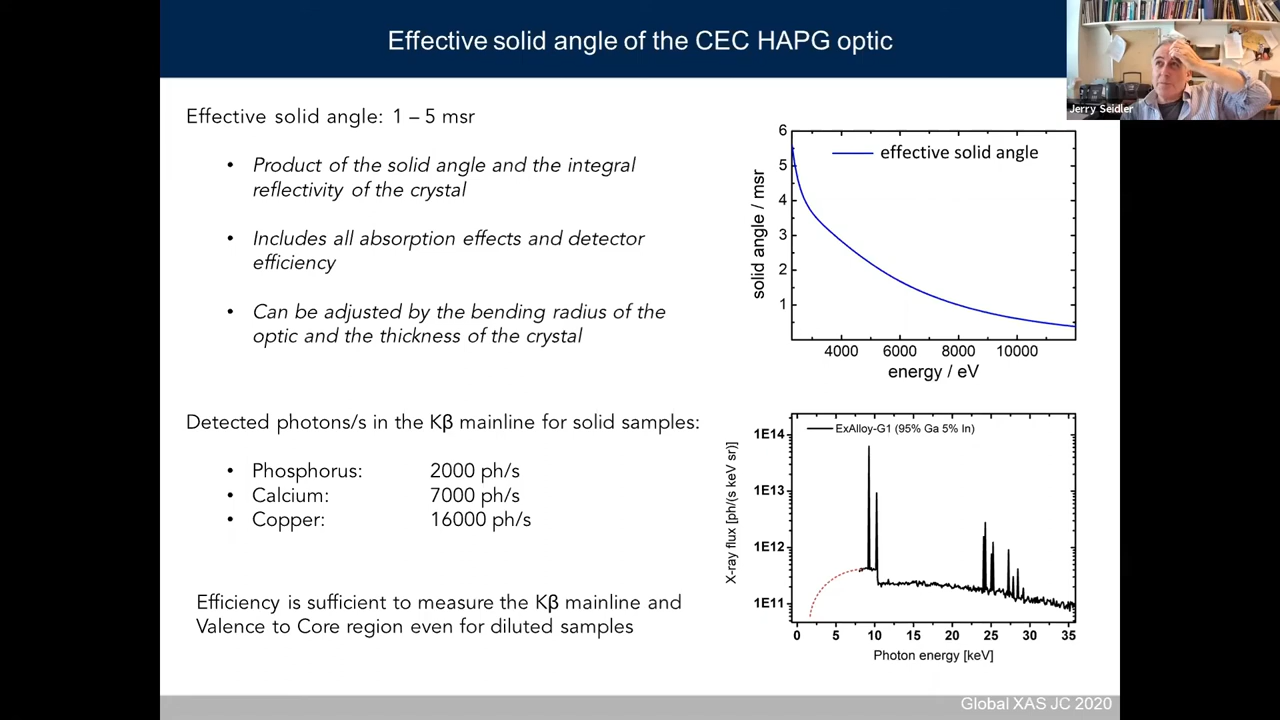 Effective solid angle of the CEC HAPG optic
Jerry Seidler
Effective solid angle: 1 – 5 msr
• Product of the solid angle and the integral
reflectivity of the crystal
• Includes all absorption effects and detector
efficiency
• Can be adjusted by the bending radius of the
optic and the thickness of the crystal
6
5
4
3
2
1
solid angle / msr
effective solid angle
4000 6000 8000 10000
energy / eV
Detected photons/s in the Kβ mainline for solid samples:
• Phosphorus: 2000 ph/s
• Calcium: 7000 ph/s
• Copper: 16000 ph/s
Efficiency is sufficient to measure the Kβ mainline and
Valence to Core region even for diluted samples
X-ray flux [ph/(s keV sr)]
1E14
1E13
1E12
1E11
ExAlloy-G1 (95% Ga 5% In)
0 5 10 15 20 25 30 35
Photon energy [keV]
Global XAS JC 2020